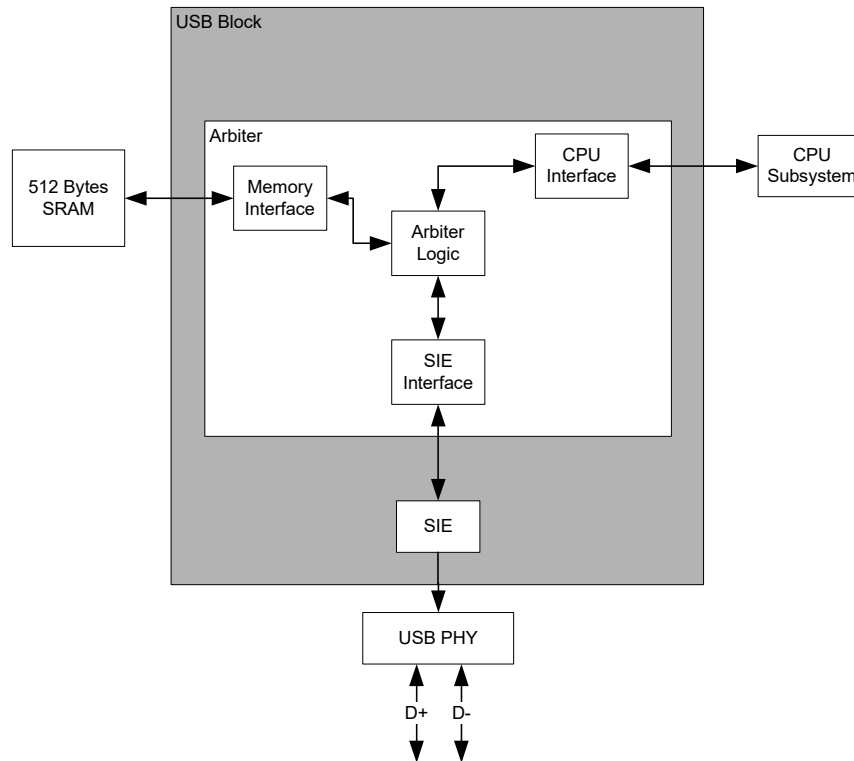 USB Block
Arbiter
512 Bytes
SRAM
Memory
Interface
CPU
Interface
CPU
Subsystem
Arbiter
Logic
SIE
Interface
SIE
USB PHY
D+
D-